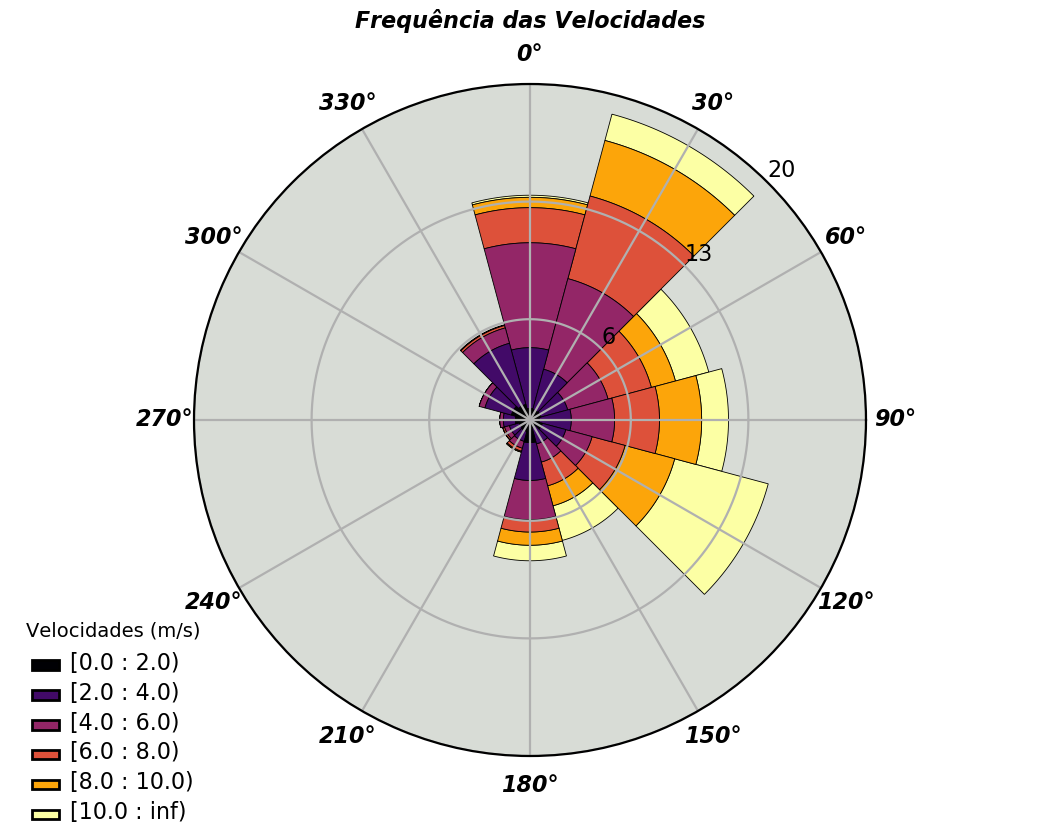 Frequência das Velocidades
0°
330°
30°
20
300°
60°
13
6
270°
90°
240°
120°
210°
150°
180°
Velocidades (m/s)
[0.0 : 2.0)
[2.0 : 4.0)
[4.0 : 6.0)
[6.0 : 8.0)
[8.0 : 10.0)
[10.0 : inf)